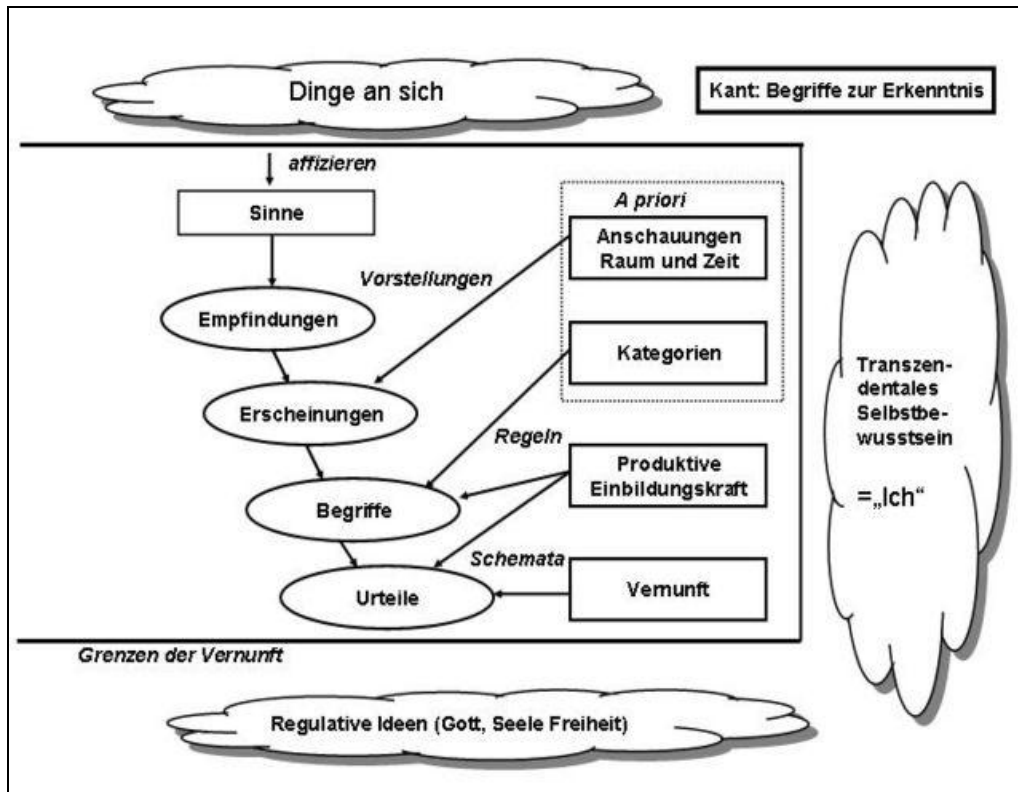 Dinge an sich
Kant: Begriffe zur Erkenntnis
affizieren
Sinne
A priori
Anschauungen
Raum und Zeit
Vorstellungen
Empfindungen
Kategorien
Erscheinungen
Transzen-
dentales
Selbstbe-
wusstsein
=„Ich“
Regeln
Produktive
Einbildungskraft
Begriffe
Schemata
Vernunft
Urteile
Grenzen der Vernunft
Regulative Ideen (Gott, Seele Freiheit)